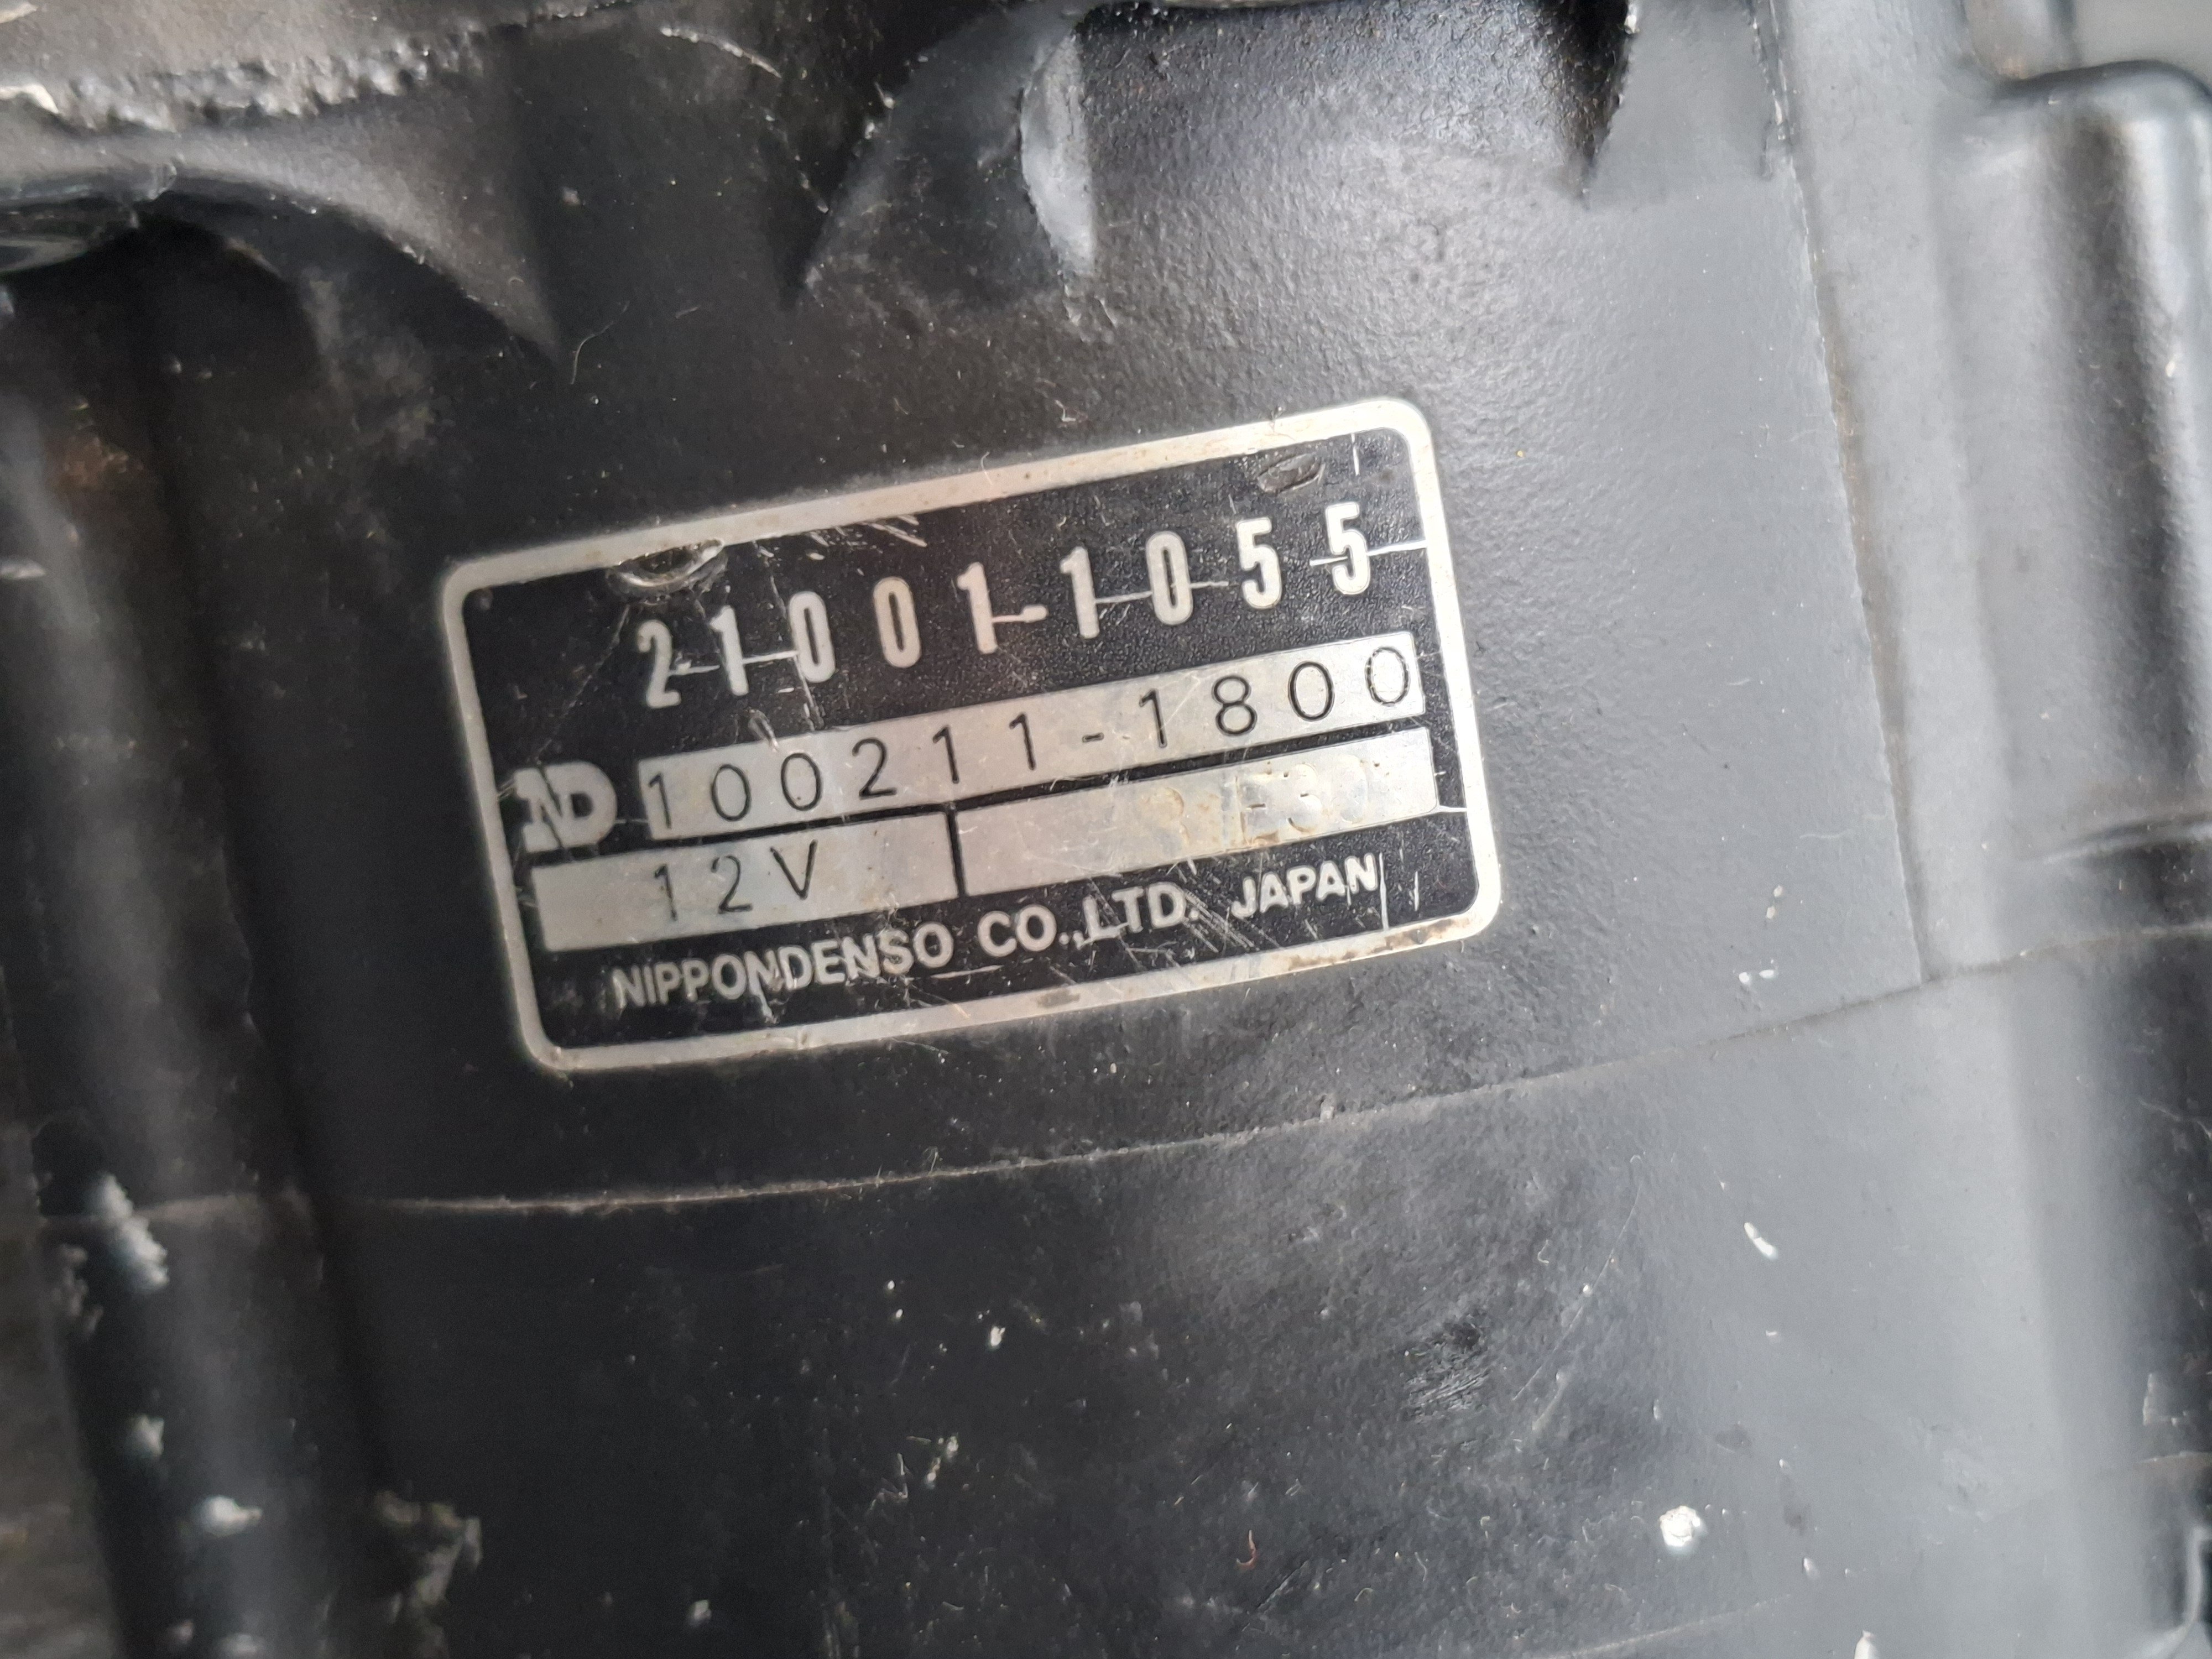 21001-1055
ND 100211-1800
12V
NIPPONDENSO CO.,LTD. JAPAN